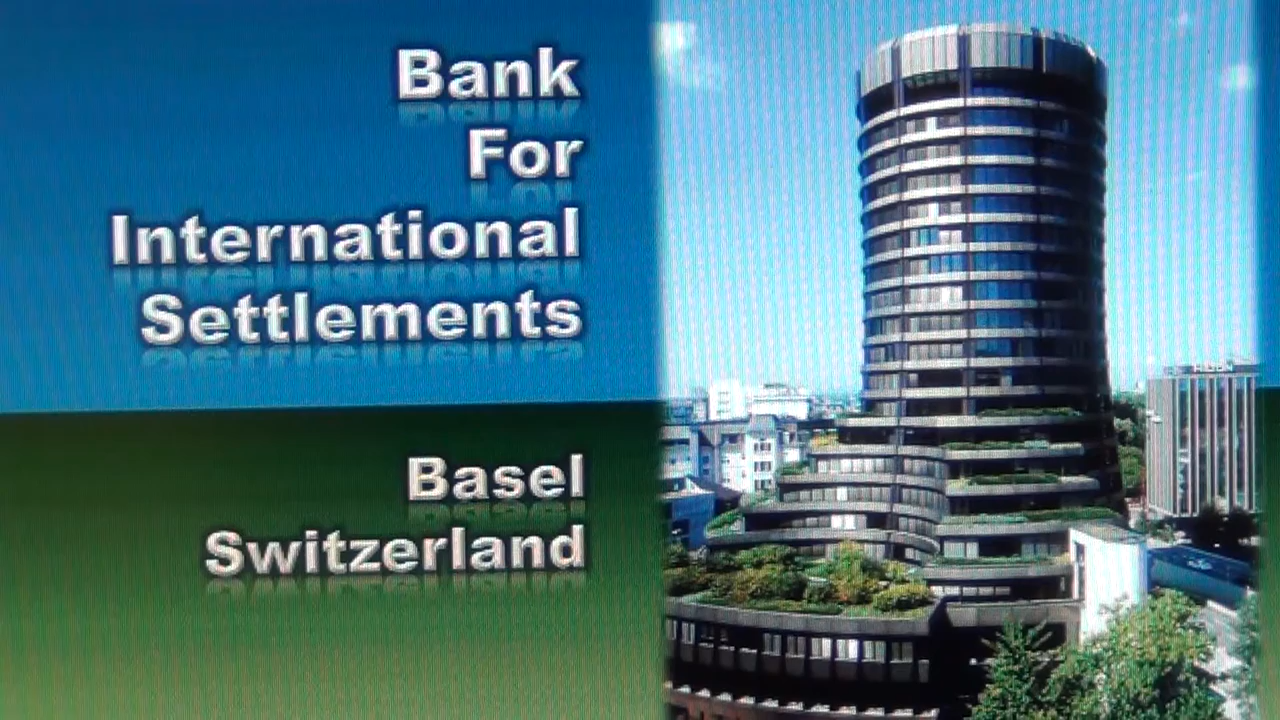 Bank
For
International
Settlements
Basel
Switzerland